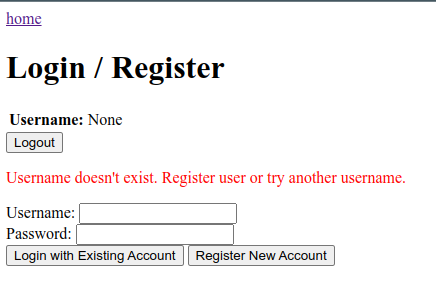 home
Login / Register
Username: None
Logout
Username doesn't exist. Register user or try another username.
Username:
Password:
Login with Existing Account Register New Account